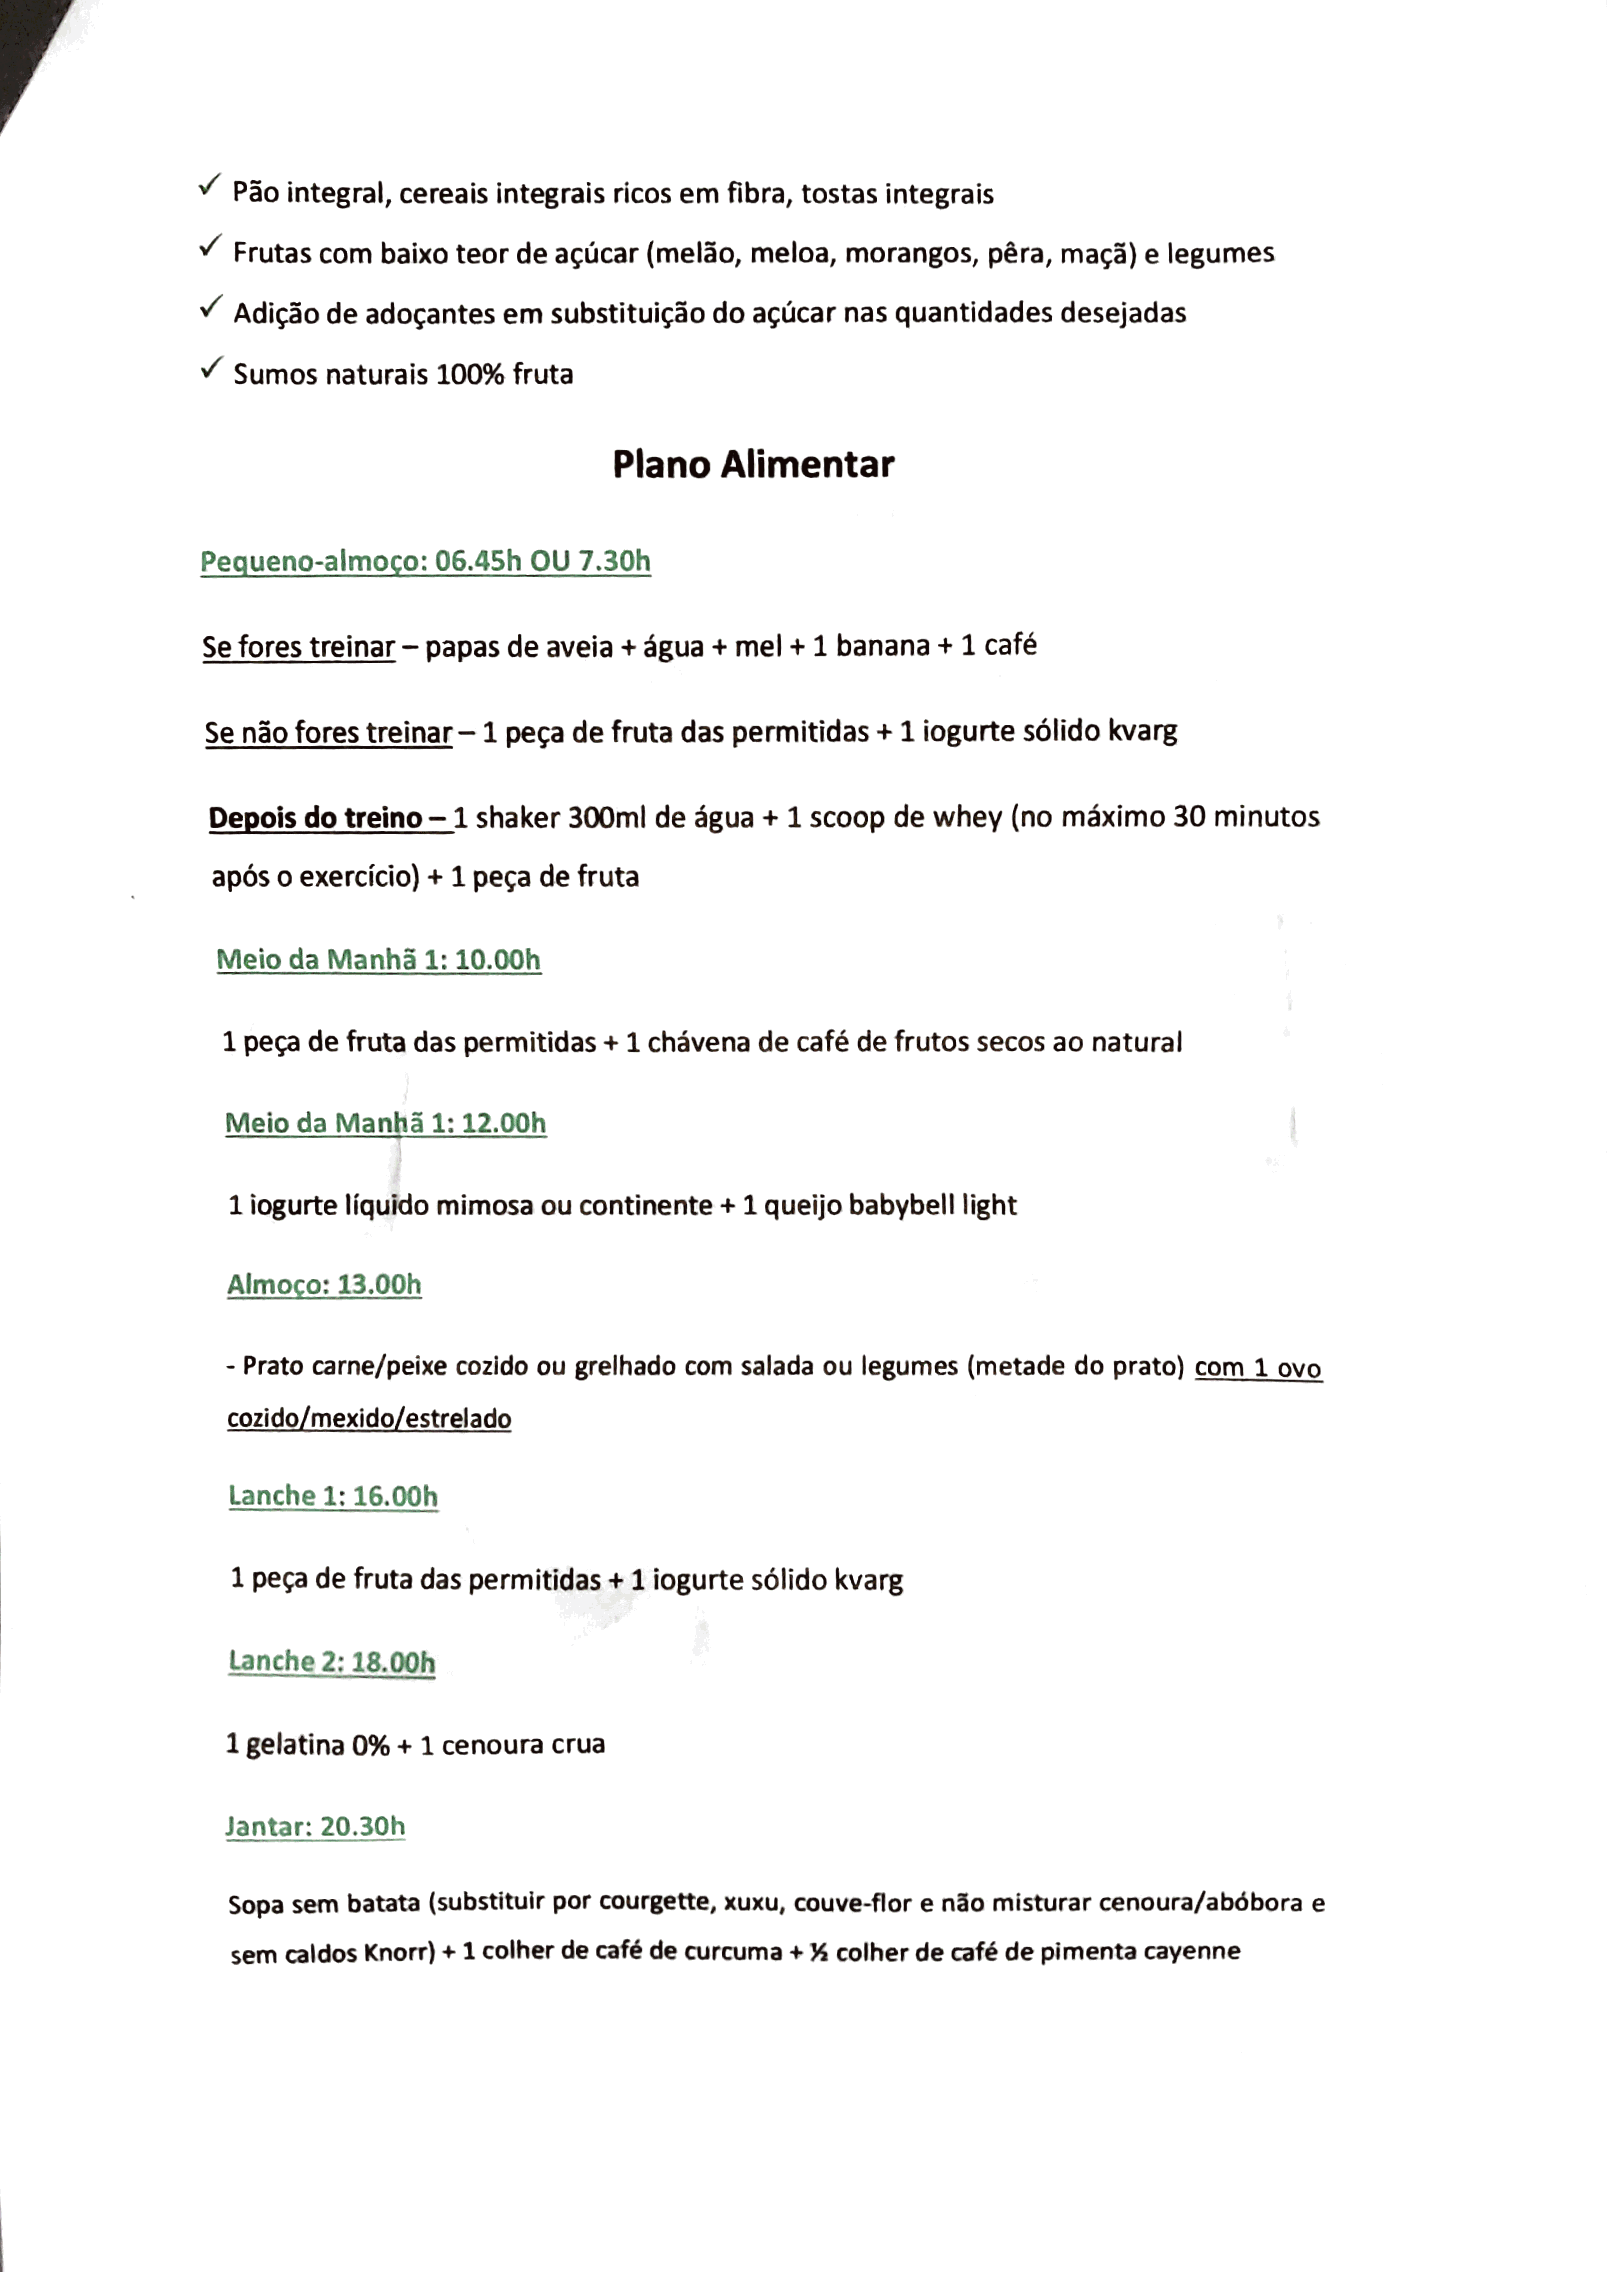 ✓ Pão integral, cereais integrais ricos em fibra, tostas integrais
✓ Frutas com baixo teor de açúcar (melão, meloa, morangos, pêra, maçã) e legumes
✓ Adição de adoçantes em substituição do açúcar nas quantidades desejadas
✓ Sumos naturais 100% fruta
Plano Alimentar
Pequeno-almoço: 06.45h OU 7.30h
Se fores treinar – papas de aveia + água + mel + 1 banana + 1 café
Se não fores treinar – 1 peça de fruta das permitidas + 1 iogurte sólido kvarg
Depois do treino – 1 shaker 300ml de água + 1 scoop de whey (no máximo 30 minutos
após o exercício) + 1 peça de fruta
Meio da Manhã 1: 10.00h
1 peça de fruta das permitidas + 1 chávena de café de frutos secos ao natural
Meio da Manhã 1: 12.00h
1 iogurte líquido mimosa ou continente + 1 queijo babybell light
Almoço: 13.00h
- Prato carne/peixe cozido ou grelhado com salada ou legumes (metade do prato) com 1 ovo
cozido/mexido/estrelado
Lanche 1: 16.00h
1 peça de fruta das permitidas + 1 iogurte sólido kvarg
Lanche 2: 18.00h
1 gelatina 0% + 1 cenoura crua
Jantar: 20.30h
Sopa sem batata (substituir por courgette, xuxu, couve-flor e não misturar cenoura/abóbora e
sem caldos Knorr) + 1 colher de café de curcuma + ½ colher de café de pimenta cayenne